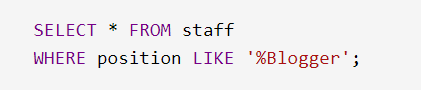 SELECT * FROM staff
WHERE position LIKE '%Blogger';